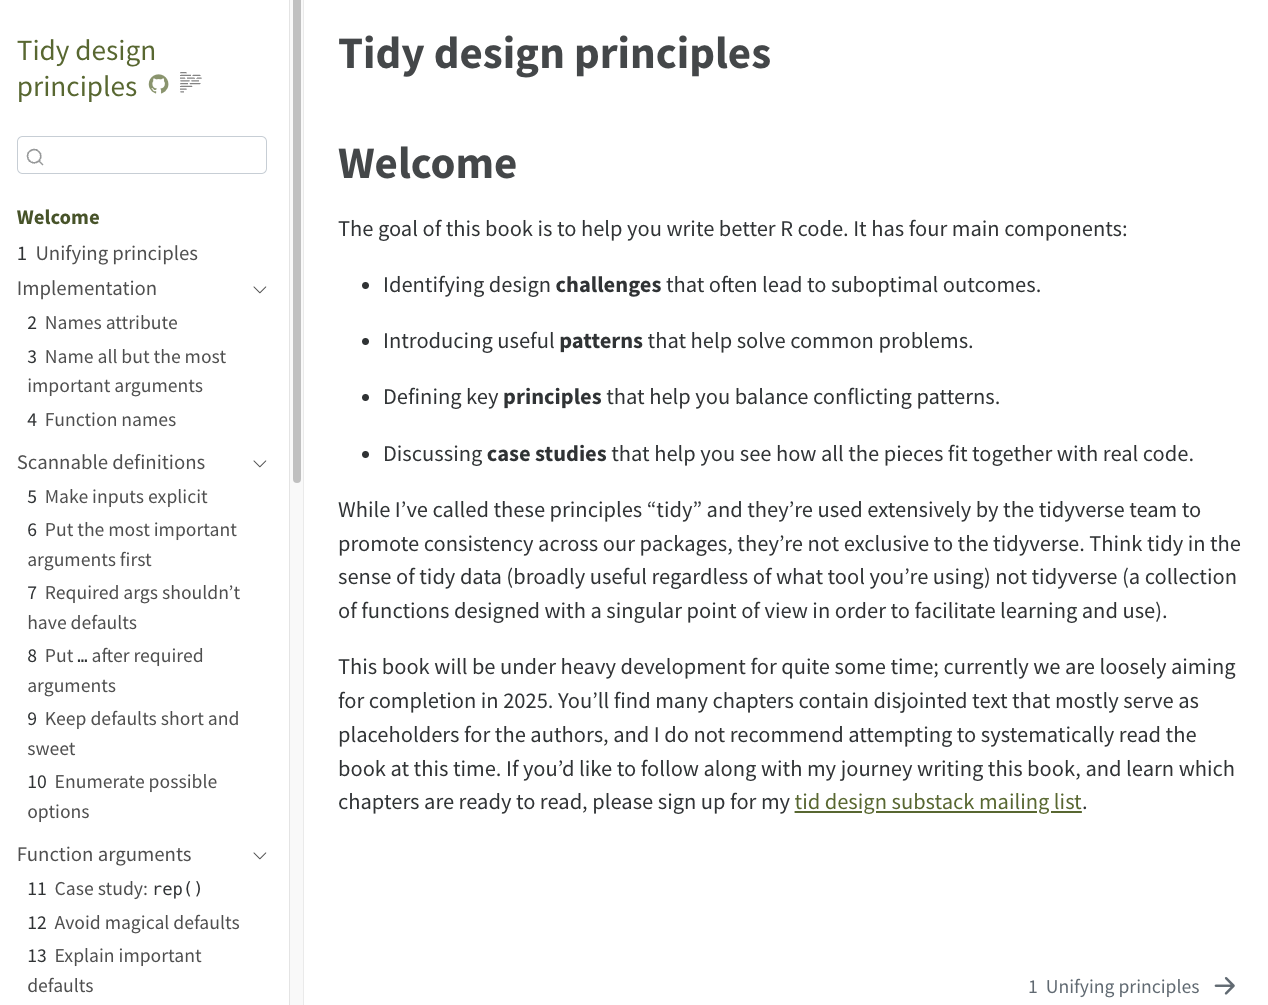 Tidy design
principles
Welcome
1 Unifying principles
Implementation
2 Names attribute
3 Name all but the most
important arguments
4 Function names
Scannable definitions
5 Make inputs explicit
6 Put the most important
arguments first
7 Required args shouldn’t
have defaults
8 Put … after required
arguments
9 Keep defaults short and
sweet
10 Enumerate possible
options
Function arguments
11 Case study: rep()
12 Avoid magical defaults
13 Explain important
defaults
Tidy design principles
Welcome
The goal of this book is to help you write better R code. It has four main components:
• Identifying design challenges that often lead to suboptimal outcomes.
• Introducing useful patterns that help solve common problems.
• Defining key principles that help you balance conflicting patterns.
• Discussing case studies that help you see how all the pieces fit together with real code.
While I’ve called these principles “tidy” and they’re used extensively by the tidyverse team to
promote consistency across our packages, they’re not exclusive to the tidyverse. Think tidy in the
sense of tidy data (broadly useful regardless of what tool you’re using) not tidyverse (a collection
of functions designed with a singular point of view in order to facilitate learning and use).
This book will be under heavy development for quite some time; currently we are loosely aiming
for completion in 2025. You’ll find many chapters contain disjointed text that mostly serve as
placeholders for the authors, and I do not recommend attempting to systematically read the
book at this time. If you’d like to follow along with my journey writing this book, and learn which
chapters are ready to read, please sign up for my tid design substack mailing list.
1 Unifying principles